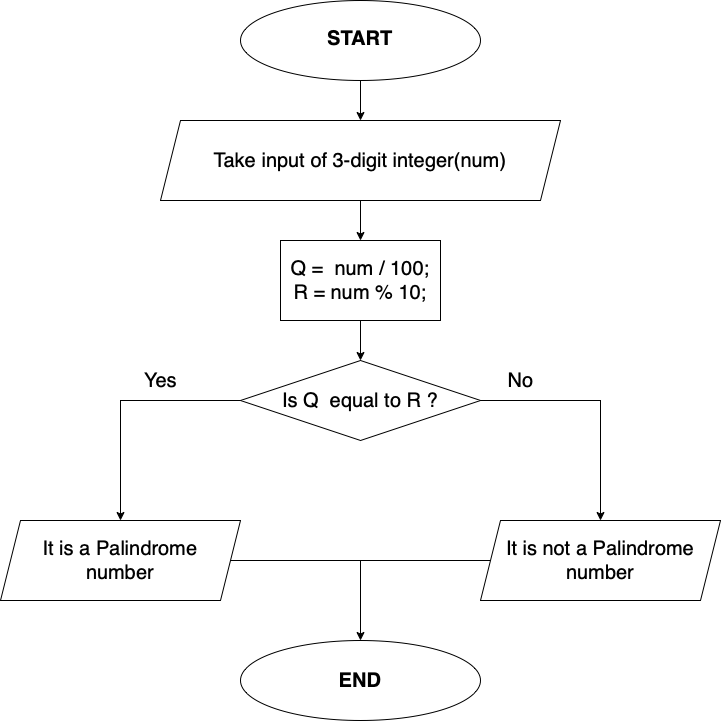 START
Take input of 3-digit integer(num)
Q = num / 100;
R = num % 10;
Is Q equal to R ?
Yes
No
It is a Palindrome
number
It is not a Palindrome
number
END